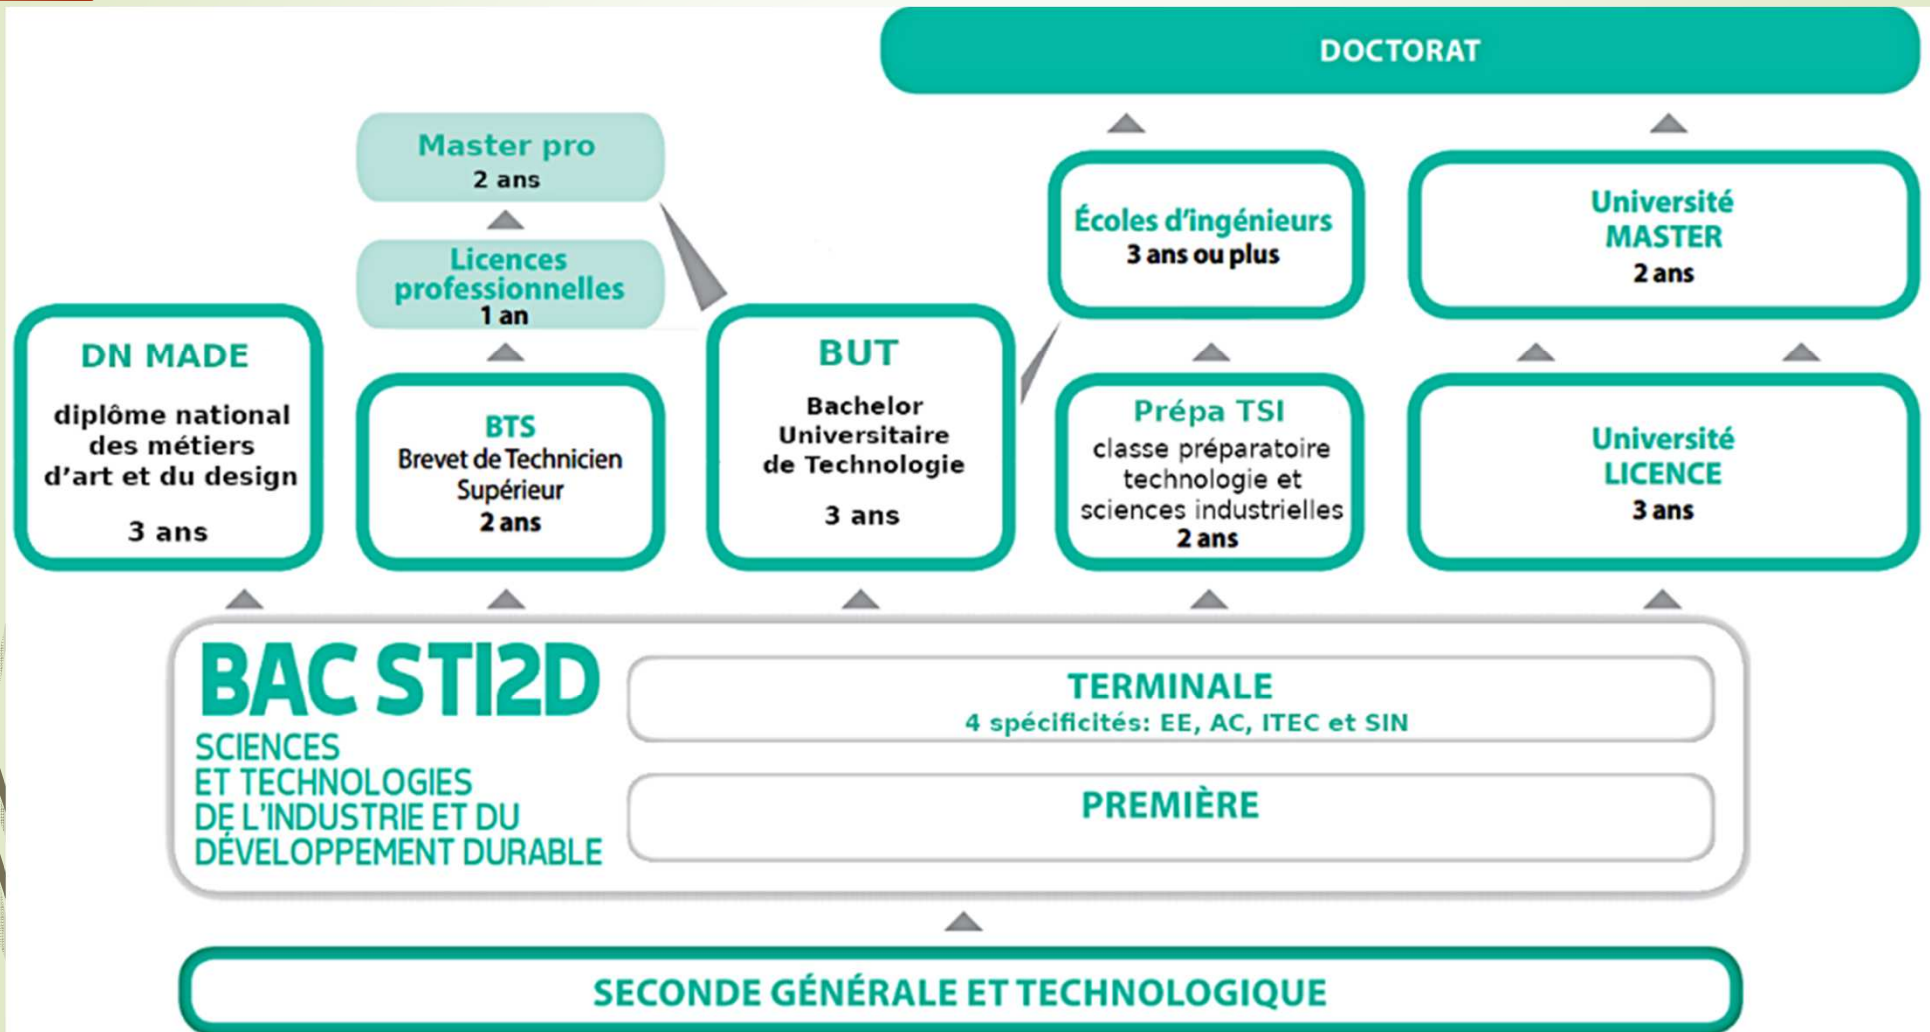 DOCTORAT
Master pro
2 ans
Licences
professionnelles
1 an
Écoles d'ingénieurs
3 ans ou plus
Université
MASTER
2 ans
DN MADE
diplôme national
des métiers
d'art et du design
3 ans
BTS
Brevet de Technicien
Supérieur
2 ans
BUT
Bachelor
Universitaire
de Technologie
3 ans
Prépa TSI
classe préparatoire
technologie et
sciences industrielles
2 ans
Université
LICENCE
3 ans
BAC STI2D
SCIENCES
ET TECHNOLOGIES
DE L'INDUSTRIE ET DU
DÉVELOPPEMENT DURABLE
TERMINALE
4 spécificités: EE, AC, ITEC et SIN
PREMIÈRE
SECONDE GÉNÉRALE ET TECHNOLOGIQUE